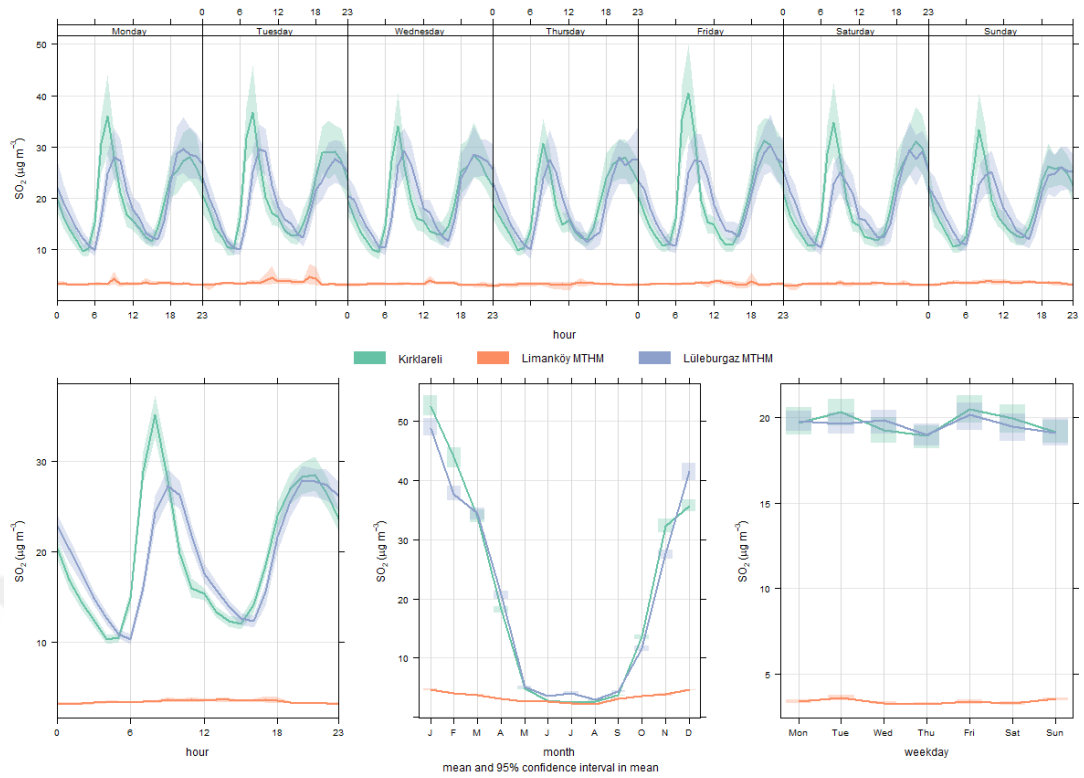 0 6 12 18 23 0 6 12 18 23 0 6 12 18 23
0 6 12 18 23 0 6 12 18 23
Monday Tuesday Wednesday Thursday Friday Saturday Sunday
50
40
30
20
10
SO₂ (µg m⁻³)
0 6 12 18 23 0 6 12 18 23 0 6 12 18 23 0 6 12 18 23
hour
Kırklareli Limanköy MTHM Lüleburgaz MTHM
30
20
10
SO₂ (µg m⁻³)
0 6 12 18 23
hour
50
40
30
20
10
SO₂ (µg m⁻³)
J F M A M J J A S O N D
month
20
15
10
5
SO₂ (µg m⁻³)
Mon Tue Wed Thu Fri Sat Sun
weekday
mean and 95% confidence interval in mean